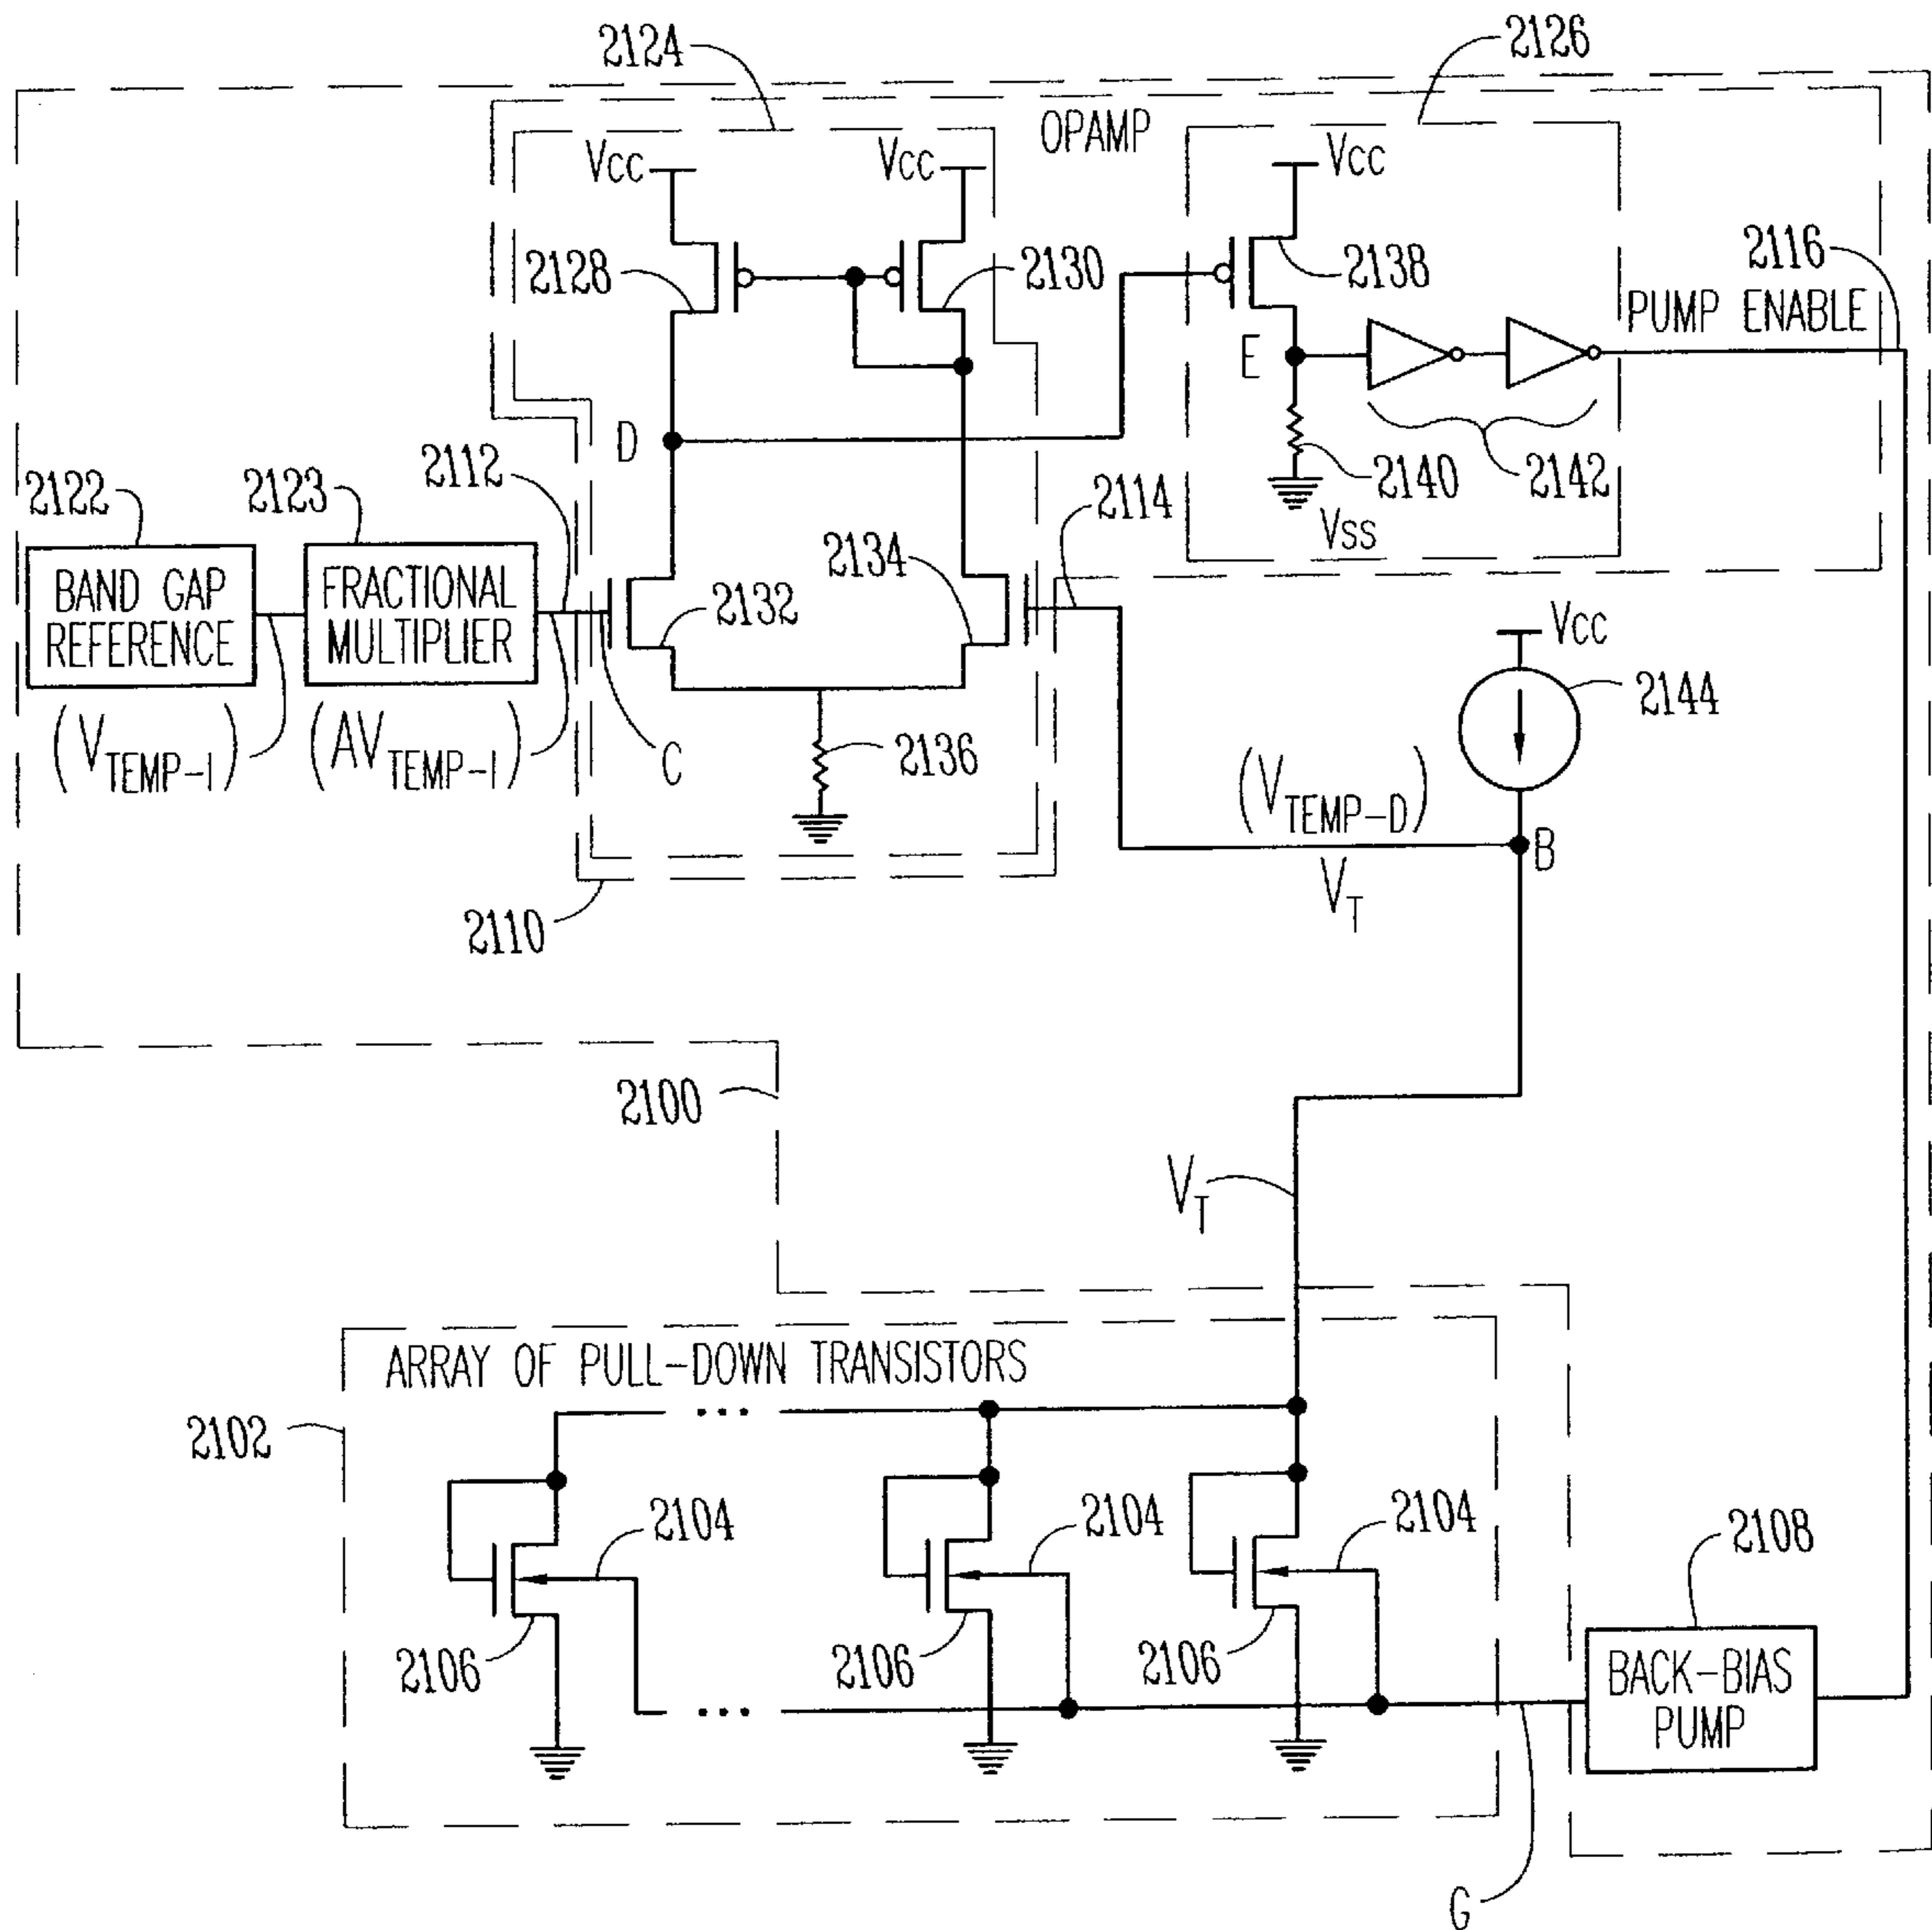 2124
2126
OPAMP
VCC
VCC
VCC
2116
2128
2130
2138
PUMP ENABLE
E
D
2112
2140
2142
2122
2123
2114
VSS
2134
BAND GAP
REFERENCE
FRACTIONAL
MULTIPLIER
2132
VCC
2144
(VTEMP-I)
(AVTEMP-I)
C
2136
(VTEMP-D)
B
VT
2110
2100
VT
ARRAY OF PULL-DOWN TRANSISTORS
...
2102
2104
2104
2104
2108
2106
2106
2106
BACK-BIAS
PUMP
...
G